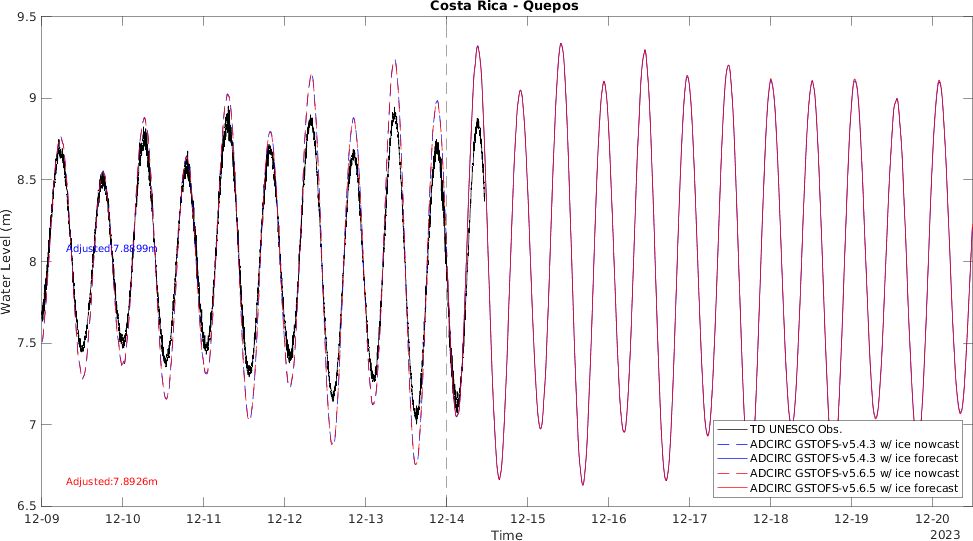 Costa Rica - Quepos
9.5
9
8.5
8
7.5
7
6.5
Water Level (m)
Adjusted:7.8899m
Adjusted:7.8926m
TD UNESCO Obs.
ADCIRC GSTOFS-v5.4.3 w/ ice nowcast
ADCIRC GSTOFS-v5.4.3 w/ ice forecast
ADCIRC GSTOFS-v5.6.5 w/ ice nowcast
ADCIRC GSTOFS-v5.6.5 w/ ice forecast
12-09 12-10 12-11 12-12 12-13 12-14 12-15 12-16 12-17 12-18 12-19 12-20
Time
2023